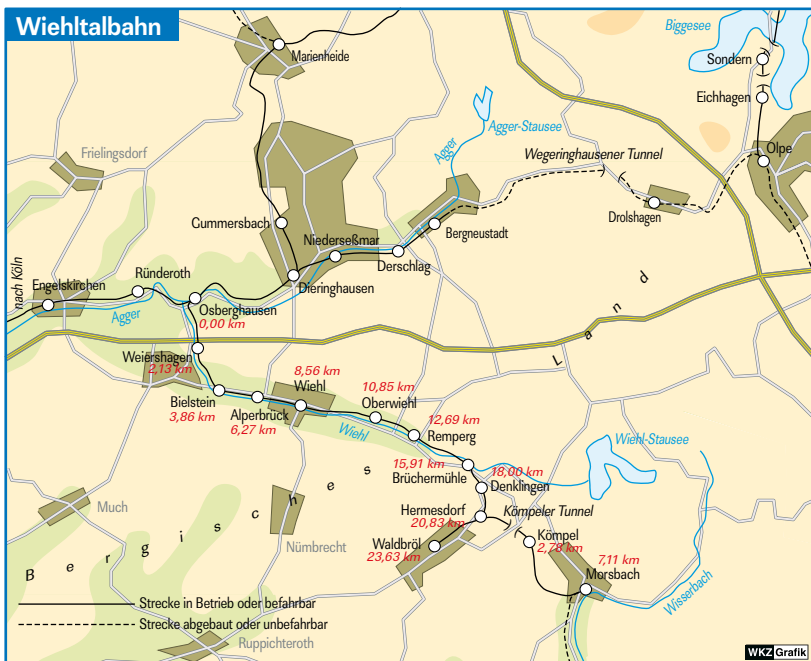 Wiehltalbahn
Biggesee
Marienheide
Sondern
Eichhagen
Agger-Stausee
Agger
Frielingsdorf
Wegeringhausener Tunnel
Olpe
Drolshagen
Gummersbach
Bergneustadt
Niederseßmar
Derschlag
nach Köln
Engelskirchen
Ründeroth
Dieringhausen
Osberghausen
0,00 km
Agger
Weiershagen
2,13 km
8,56 km
Wiehl
10,85 km
Oberwiehl
Bielstein
3,86 km
Alperbrück
6,27 km
Wiehl
12,69 km
Remperg
Wiehl-Stausee
15,91 km
Brüchermühle
18,00 km
Denklingen
Hermesdorf
20,83 km
Kömpeler Tunnel
Much
Nümbrecht
Waldbröl
23,63 km
Kömpel
2,78 km
7,11 km
Morsbach
Wisserbach
Bergisches Land
Strecke in Betrieb oder befahrbar
Strecke abgebaut oder unbefahrbar
Ruppichteroth
WKZ Grafik